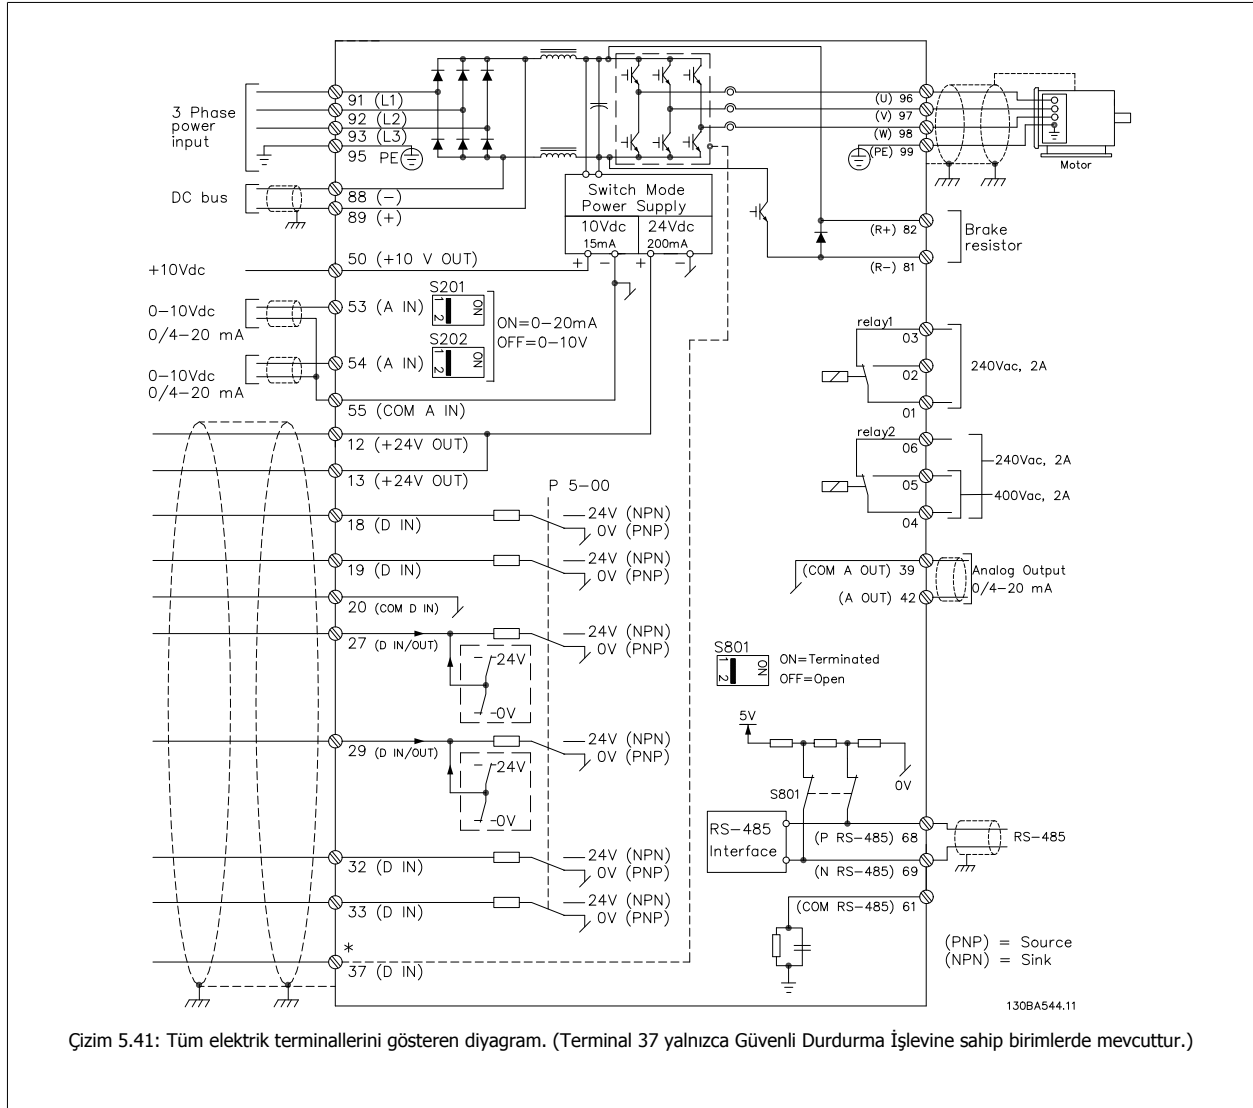 3 Phase
power
input
91 (L1)
92 (L2)
93 (L3)
95 PE
DC bus
88 (-)
89 (+)
Switch Mode
Power Supply
10Vdc
15mA
24Vdc
200mA
+ - + -
+10Vdc
50 (+10 V OUT)
0-10Vdc
0/4-20 mA
53 (A IN)
S201
1 2
ON
ON=0-20mA
OFF=0-10V
S202
1 2
ON
0-10Vdc
0/4-20 mA
54 (A IN)
55 (COM A IN)
12 (+24V OUT)
13 (+24V OUT)
P 5-00
18 (D IN)
24V (NPN)
0V (PNP)
19 (D IN)
24V (NPN)
0V (PNP)
20 (COM D IN)
27 (D IN/OUT)
24V (NPN)
0V (PNP)
24V
0V
29 (D IN/OUT)
24V (NPN)
0V (PNP)
24V
0V
32 (D IN)
24V (NPN)
0V (PNP)
33 (D IN)
24V (NPN)
0V (PNP)
*
37 (D IN)
(U) 96
(V) 97
(W) 98
(PE) 99
Motor
(R+) 82
(R-) 81
Brake
resistor
relay1
03
02
01
240Vac, 2A
relay2
06
05
04
240Vac, 2A
400Vac, 2A
(COM A OUT) 39
(A OUT) 42
Analog Output
0/4-20 mA
S801
1 2
ON
ON=Terminated
OFF=Open
5V
S801
0V
RS-485
Interface
(P RS-485) 68
(N RS-485) 69
RS-485
(COM RS-485) 61
(PNP) = Source
(NPN) = Sink
130BA544.11
Çizim 5.41: Tüm elektrik terminallerini gösteren diyagram. (Terminal 37 yalnızca Güvenli Durdurma İşlevine sahip birimlerde mevcuttur.)